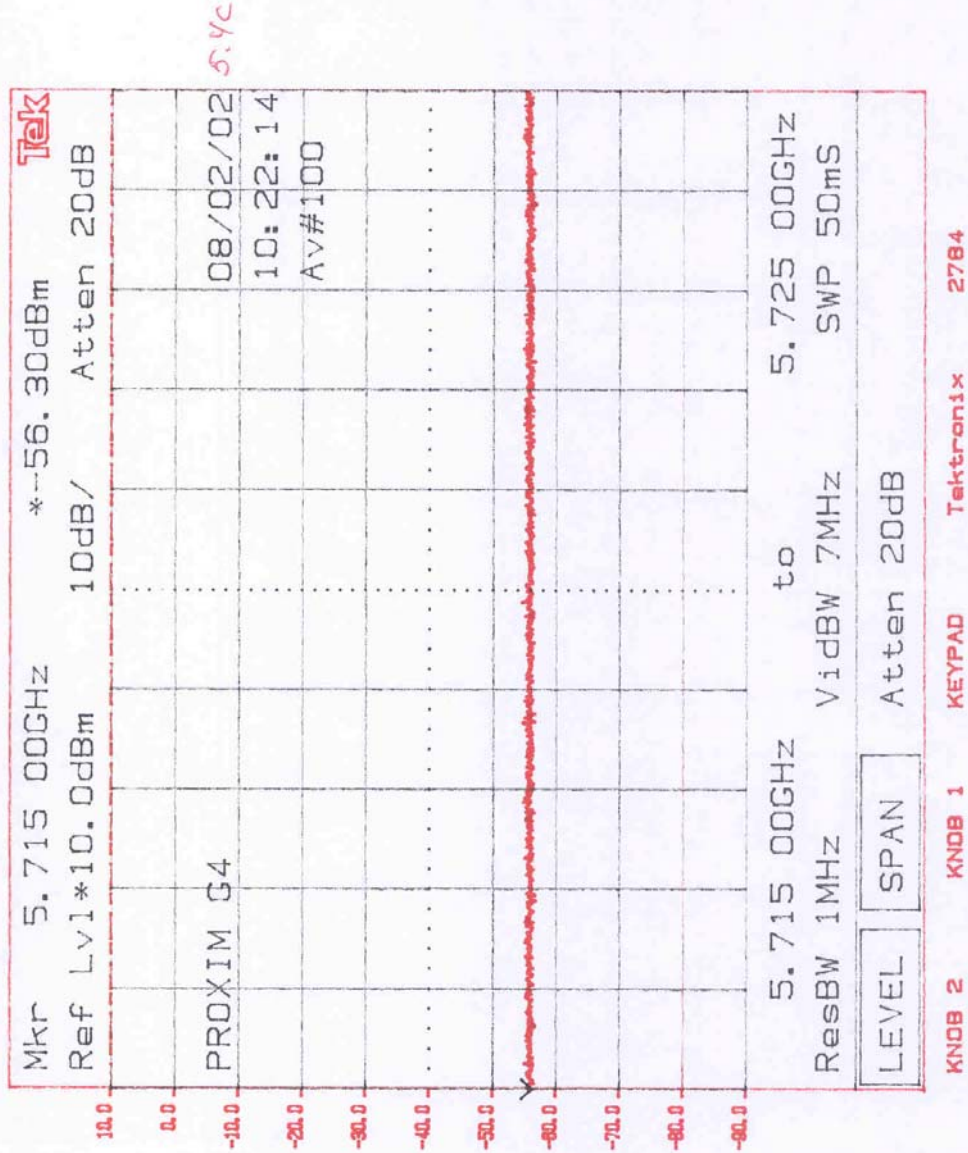 5.4c
Mkr 5.715 00GHz *-56.30dBm Tek
Ref Lvl*10.0dBm 10dB/ Atten 20dB
10.0
0.0
PROXIM G4 08/02/02
-10.0
10:22:14
-20.0
Av#100
-30.0
-40.0
-50.0
-60.0
-70.0
-80.0
-90.0
5.715 00GHz to 5.725 00GHz
ResBW 1MHz VidBW 7MHz SWP 50mS
LEVEL SPAN Atten 20dB
KNOB 2 KNOB 1 KEYPAD Tektronix 2784